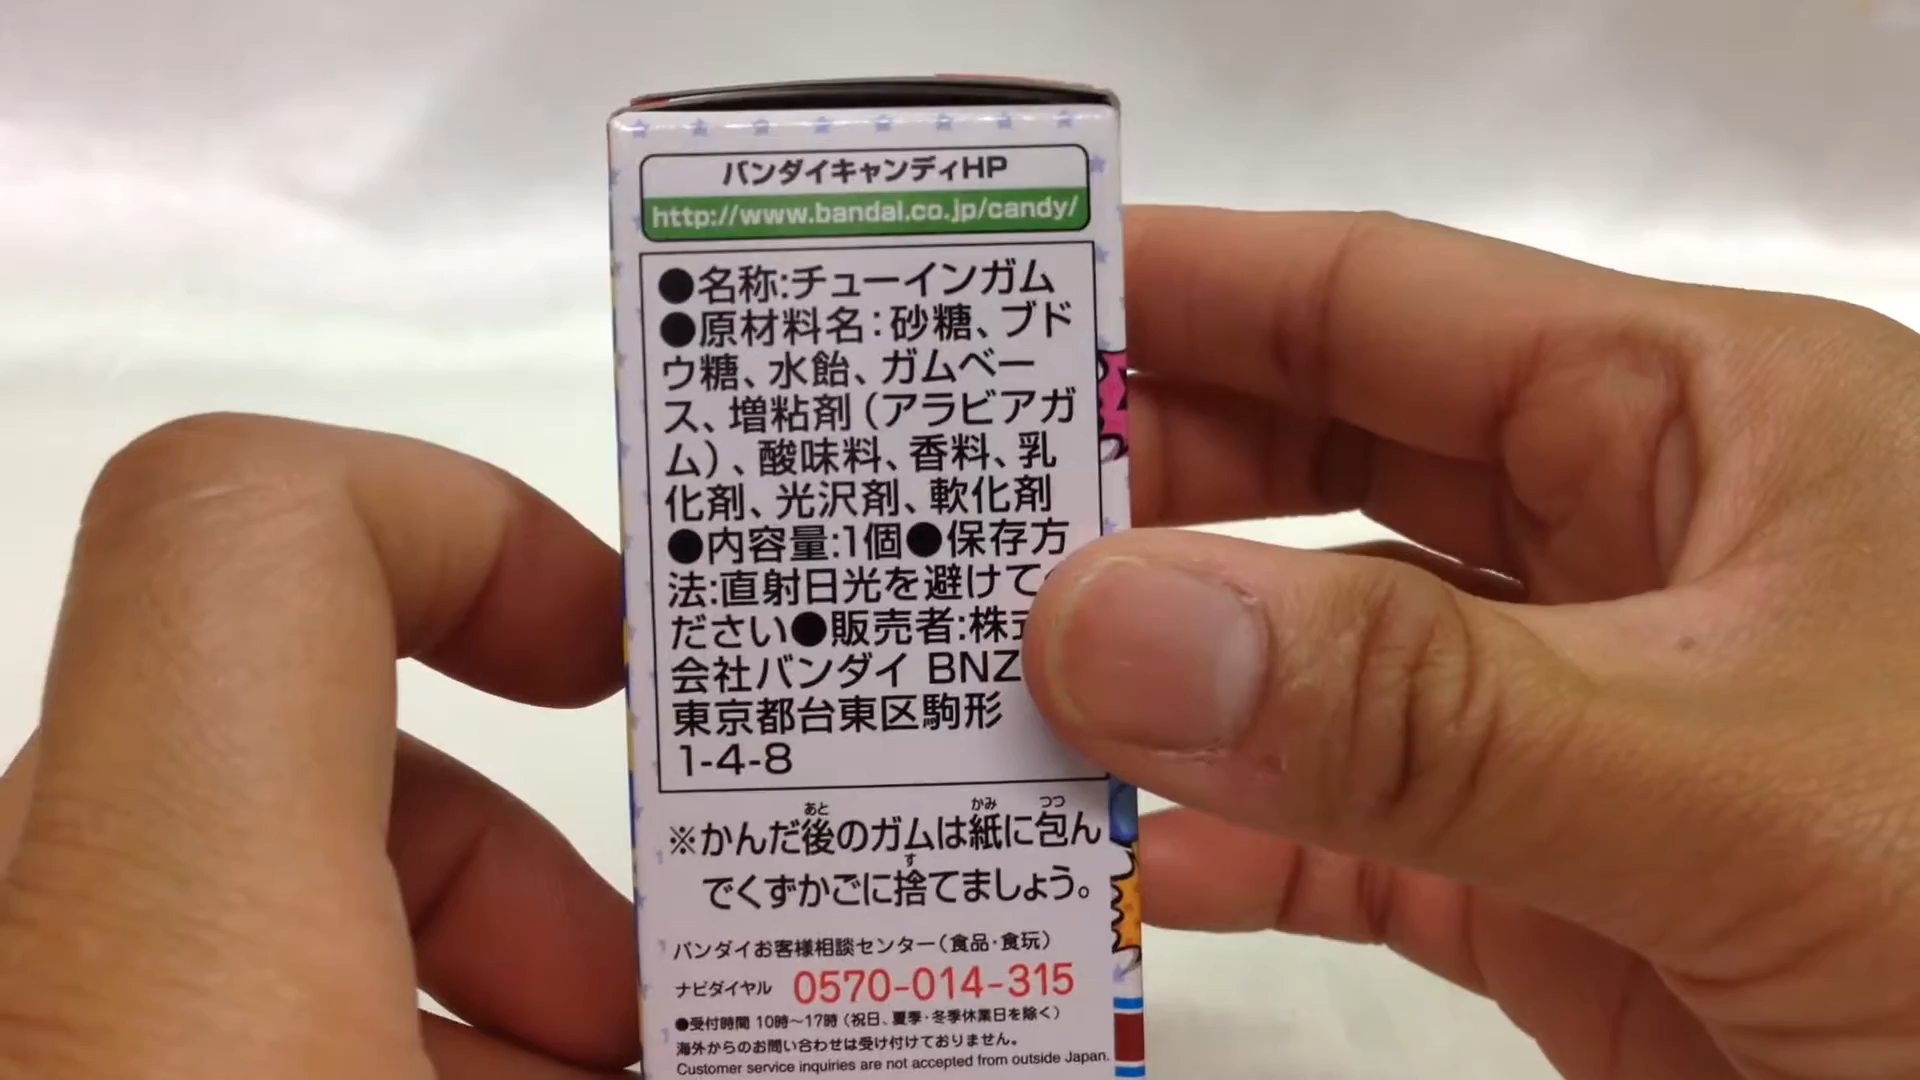 バンダイキャンディHP
http://www.bandai.co.jp/candy/
●名称:チューインガム
●原材料名:砂糖、ブド
ウ糖、水飴、ガムベー
ス、増粘剤(アラビアガ
ム)、酸味料、香料、乳
化剤、光沢剤、軟化剤
●内容量:1個●保存方
法:直射日光を避けて
ださい●販売者:株式
会社バンダイ BNZ
東京都台東区駒形
1-4-8
あと かみ つつ
※かんだ後のガムは紙に包ん
す
でくずかごに捨てましょう。
バンダイお客様相談センター(食品・食玩)
ナビダイヤル 0570-014-315
●受付時間 10時～17時(祝日、夏季・冬季休業日を除く)
海外からのお問い合わせは受け付けておりません。
Customer service inquiries are not accepted from outside Japan.